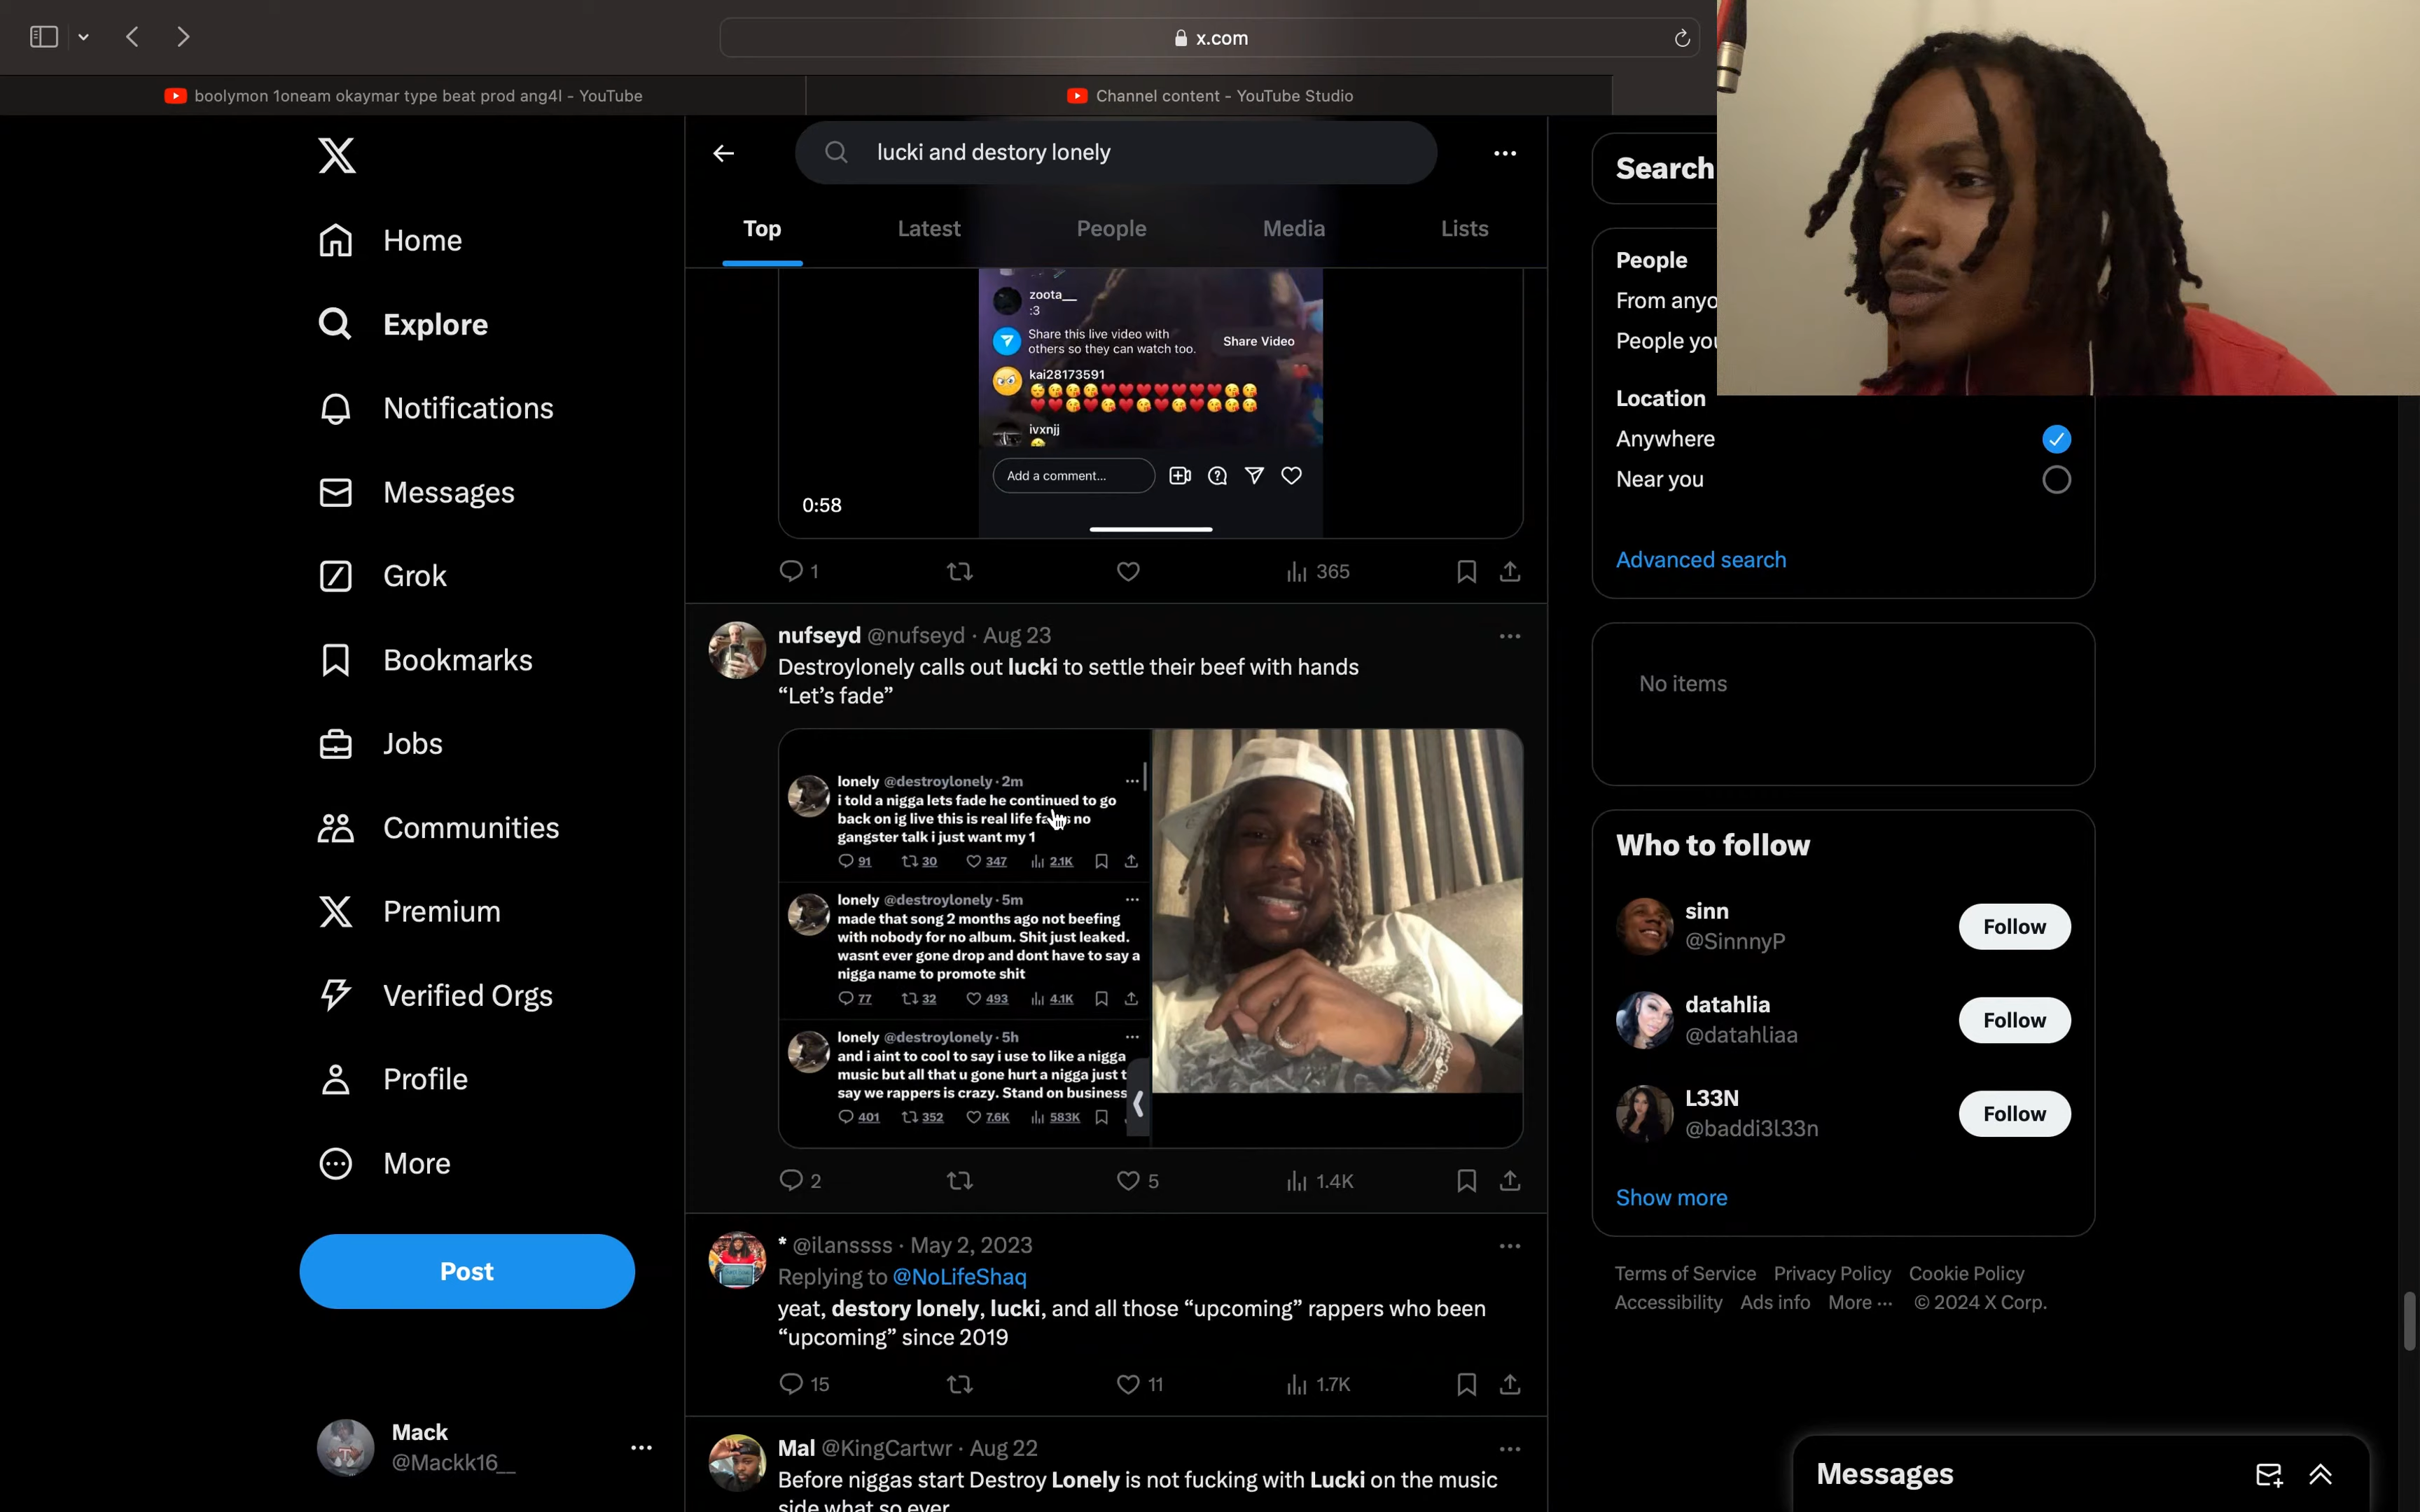 x.com
boolymon 1oneam okaymar type beat prod ang4l - YouTube
Channel content - YouTube Studio
lucki and destory lonely
Top
Latest
People
Media
Lists
Home
Explore
Notifications
Messages
Grok
Bookmarks
Jobs
Communities
Premium
Verified Orgs
Profile
More
Post
Mack
@Mackk16__
zoota__
:3
Share this live video with
others so they can watch too.
Share Video
kai28173591
ivxnjj
Add a comment...
0:58
1
365
nufseyd @nufseyd · Aug 23
Destroylonely calls out lucki to settle their beef with hands
“Let’s fade”
lonely @destroylonely · 2m
i told a nigga lets fade he continued to go
back on ig live this is real life no
gangster talk i just want my 1
91 30 347 2.1K
lonely @destroylonely · 5m
made that song 2 months ago not beefing
with nobody for no album. Shit just leaked.
wasnt ever gone drop and dont have to say a
nigga name to promote shit
77 32 493 4.1K
lonely @destroylonely · 5h
and i aint to cool to say i use to like a nigga
music but all that u gone hurt a nigga just t
say we rappers is crazy. Stand on business
401 352 7.6K 583K
2 5 1.4K
* @ilanssss · May 2, 2023
Replying to @NoLifeShaq
yeat, destory lonely, lucki, and all those “upcoming” rappers who been
“upcoming” since 2019
15 11 1.7K
Mal @KingCartwr · Aug 22
Before niggas start Destroy Lonely is not fucking with Lucki on the music
side what so ever
Search
People
From anyo
People you
Location
Anywhere
Near you
Advanced search
No items
Who to follow
sinn
@SinnnyP
Follow
datahlia
@datahliaa
Follow
L33N
@baddi3l33n
Follow
Show more
Terms of Service Privacy Policy Cookie Policy
Accessibility Ads info More ··· © 2024 X Corp.
Messages